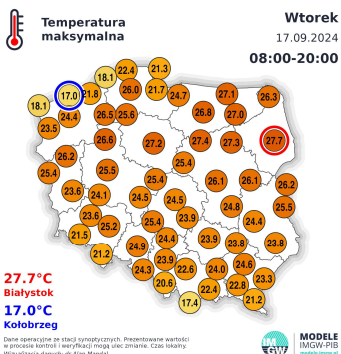 Temperatura
maksymalna
Wtorek
17.09.2024
08:00-20:00
22.4 21.3
18.1
17.0 21.8 26.0 21.7 24.7 27.1 26.3
18.1
24.4 26.5 25.6 26.8 27.0
23.5
26.6 27.2 27.4 27.3 27.7
26.2
25.4 25.5 25.4
25.4 26.1 26.1 26.2
23.6 24.1 24.5 24.5
23.6 23.9 24.8 25.5
21.5 25.2 24.4
24.9 24.4 23.9 23.8 23.8
21.2
24.3 23.9 22.6 24.0 24.6
20.6 22.4 22.8 23.3
17.4 21.2
27.7°C
Białystok
17.0°C
Kołobrzeg
Dane operacyjne ze stacji synoptycznych. Prezentowane wartości
w procesie kontroli i weryfikacji mogą ulec zmianie. Czas lokalny.
IMGW
MODELE
IMGW-PIB